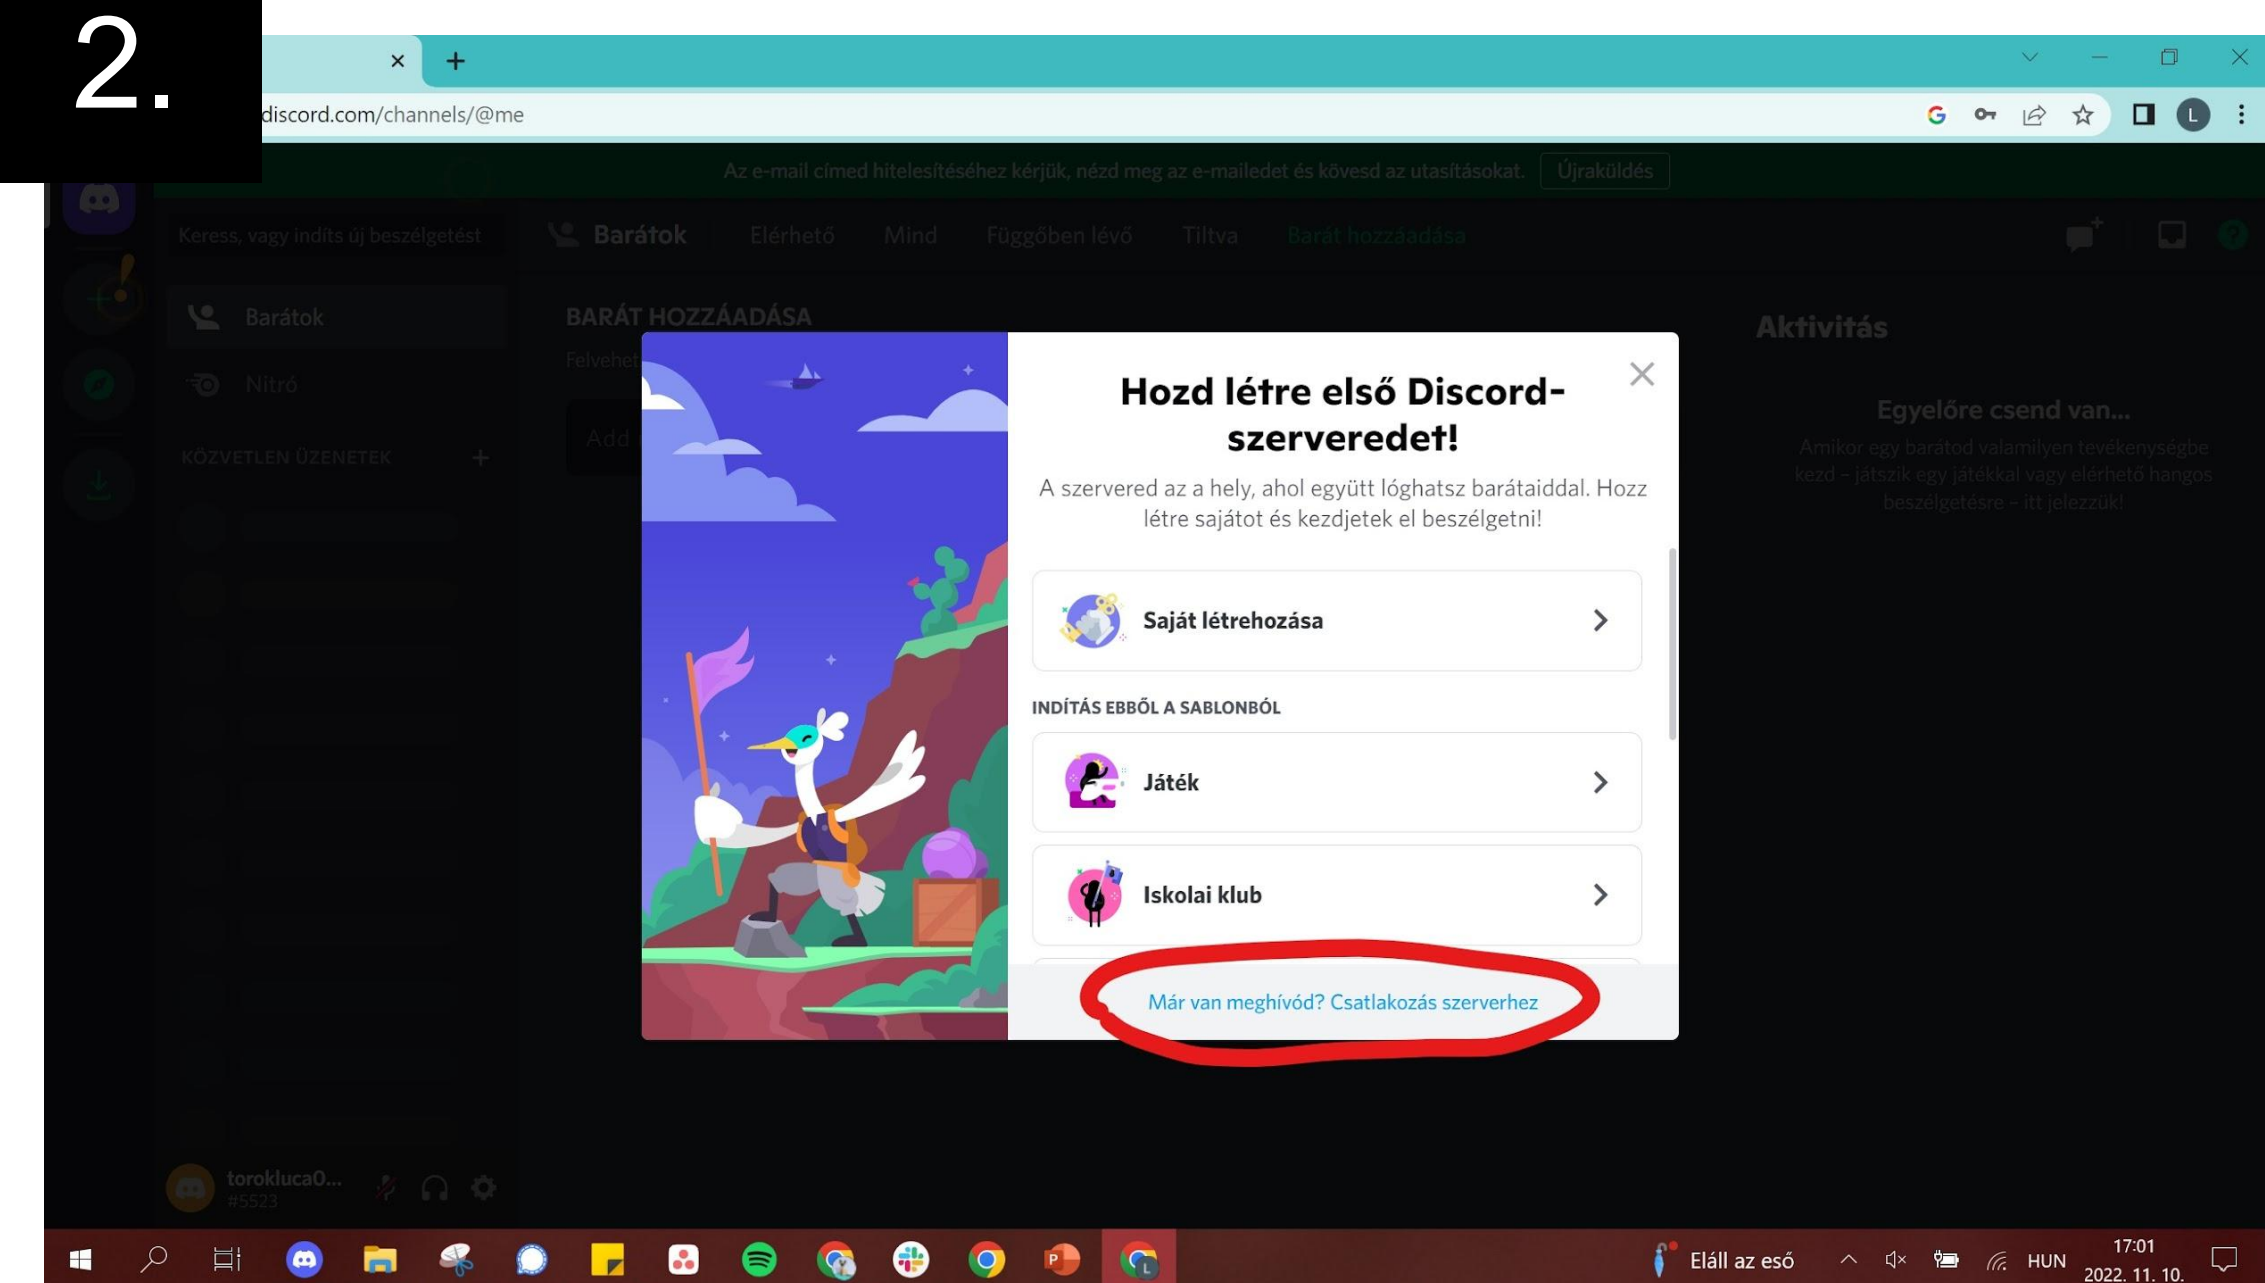 2.
discord.com/channels/@me
L
Az e-mail címed hitelesítéséhez kérjük, nézd meg az e-mailedet és kövesd az utasításokat.
Újraküldés
Keress, vagy indíts új beszélgetést
Barátok
Elérhető
Mind
Függőben lévő
Tiltva
Barát hozzáadása
Barátok
Nitró
KÖZVETLEN ÜZENETEK
BARÁT HOZZÁADÁSA
Felvehet
Add
Hozd létre első Discord-
szerveredet!
A szervered az a hely, ahol együtt lóghatsz barátaiddal. Hozz
létre sajátot és kezdjetek el beszélgetni!
Saját létrehozása
INDÍTÁS EBBŐL A SABLONBÓL
Játék
Iskolai klub
Már van meghívód? Csatlakozás szerverhez
Aktivitás
Egyelőre csend van...
Amikor egy barátod valamilyen tevékenységbe
kezd – játszik egy játékkal vagy elérhető hangos
beszélgetésre – itt jelezzük!
torokluca0...
#5523
Eláll az eső
HUN
17:01
2022. 11. 10.